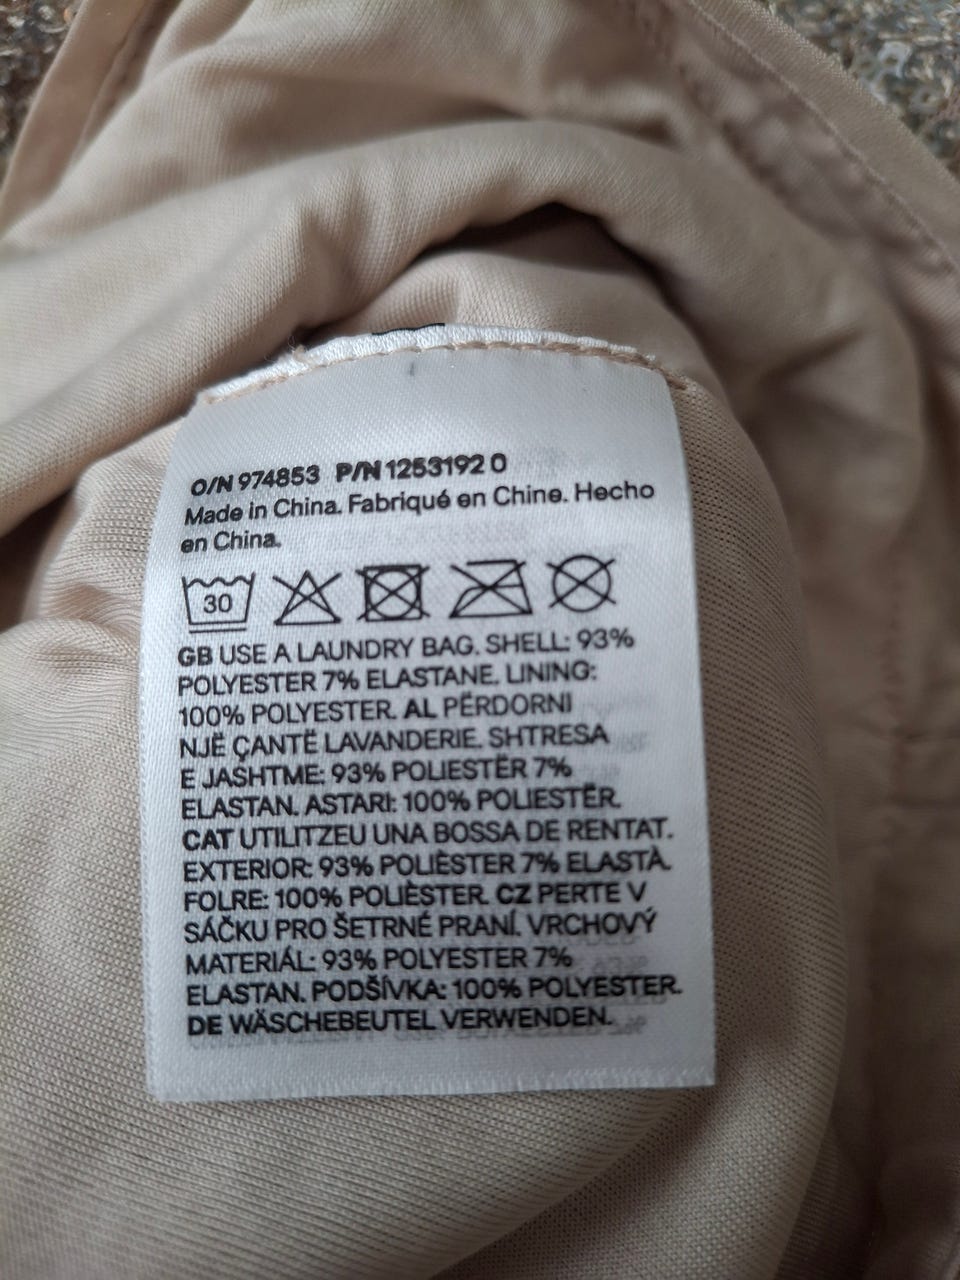 O/N 974853 P/N 1253192 0
Made in China. Fabriqué en Chine. Hecho
en China.
30
GB USE A LAUNDRY BAG. SHELL: 93%
POLYESTER 7% ELASTANE. LINING:
100% POLYESTER. AL PËRDORNI
NJË ÇANTË LAVANDERIE. SHTRESA
E JASHTME: 93% POLIESTËR 7%
ELASTAN. ASTARI: 100% POLIESTËR.
CAT UTILITZEU UNA BOSSA DE RENTAT.
EXTERIOR: 93% POLIÈSTER 7% ELASTÀ.
FOLRE: 100% POLIÈSTER. CZ PERTE V
SÁČKU PRO ŠETRNÉ PRANÍ. VRCHOVÝ
MATERIÁL: 93% POLYESTER 7%
ELASTAN. PODŠÍVKA: 100% POLYESTER.
DE WÄSCHEBEUTEL VERWENDEN.